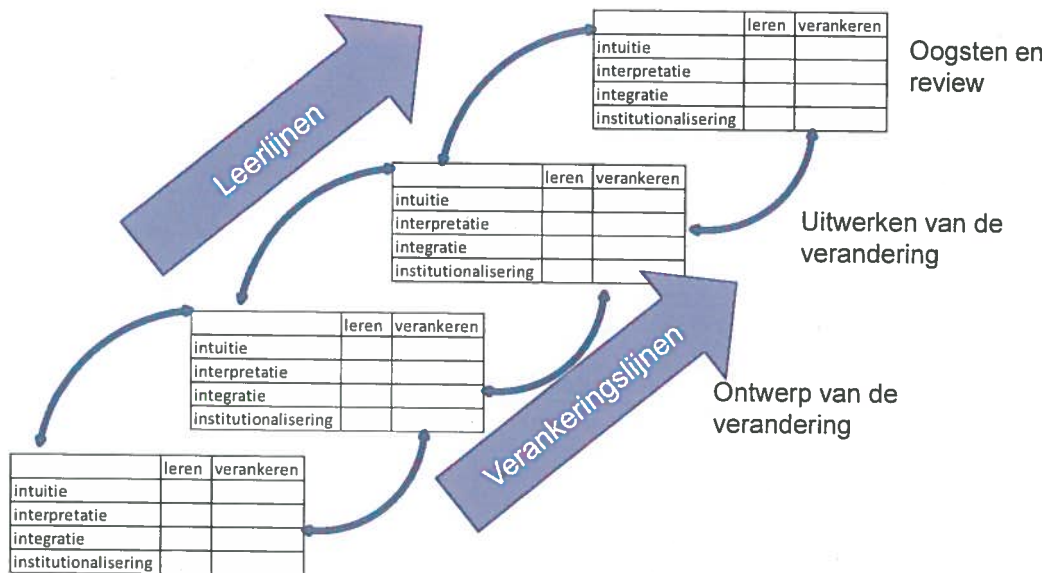 leren verankeren
intuitie
interpretatie
integratie
institutionalisering
Oogsten en
review
Leerlijnen
leren verankeren
intuitie
interpretatie
integratie
institutionalisering
Uitwerken van de
verandering
leren verankeren
intuitie
interpretatie
integratie
institutionalisering
Verankeringslijnen
Ontwerp van de
verandering
leren verankeren
intuitie
interpretatie
integratie
institutionalisering